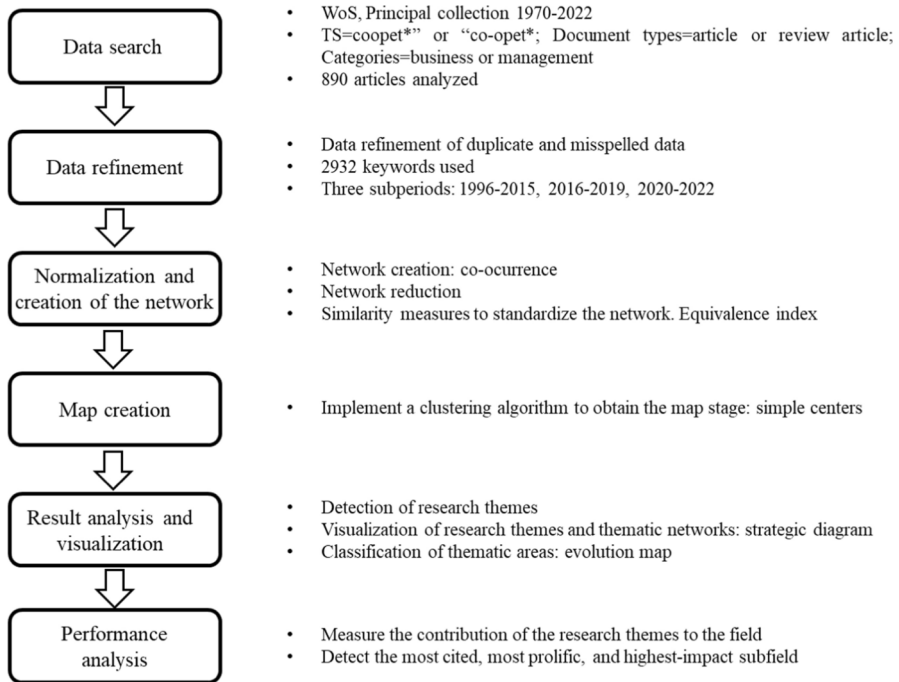 Data search
• WoS, Principal collection 1970-2022
• TS=coopet*” or “co-opet*; Document types=article or review article;
Categories=business or management
• 890 articles analyzed
Data refinement
• Data refinement of duplicate and misspelled data
• 2932 keywords used
• Three subperiods: 1996-2015, 2016-2019, 2020-2022
Normalization and
creation of the network
• Network creation: co-ocurrence
• Network reduction
• Similarity measures to standardize the network. Equivalence index
Map creation
• Implement a clustering algorithm to obtain the map stage: simple centers
Result analysis and
visualization
• Detection of research themes
• Visualization of research themes and thematic networks: strategic diagram
• Classification of thematic areas: evolution map
Performance
analysis
• Measure the contribution of the research themes to the field
• Detect the most cited, most prolific, and highest-impact subfield